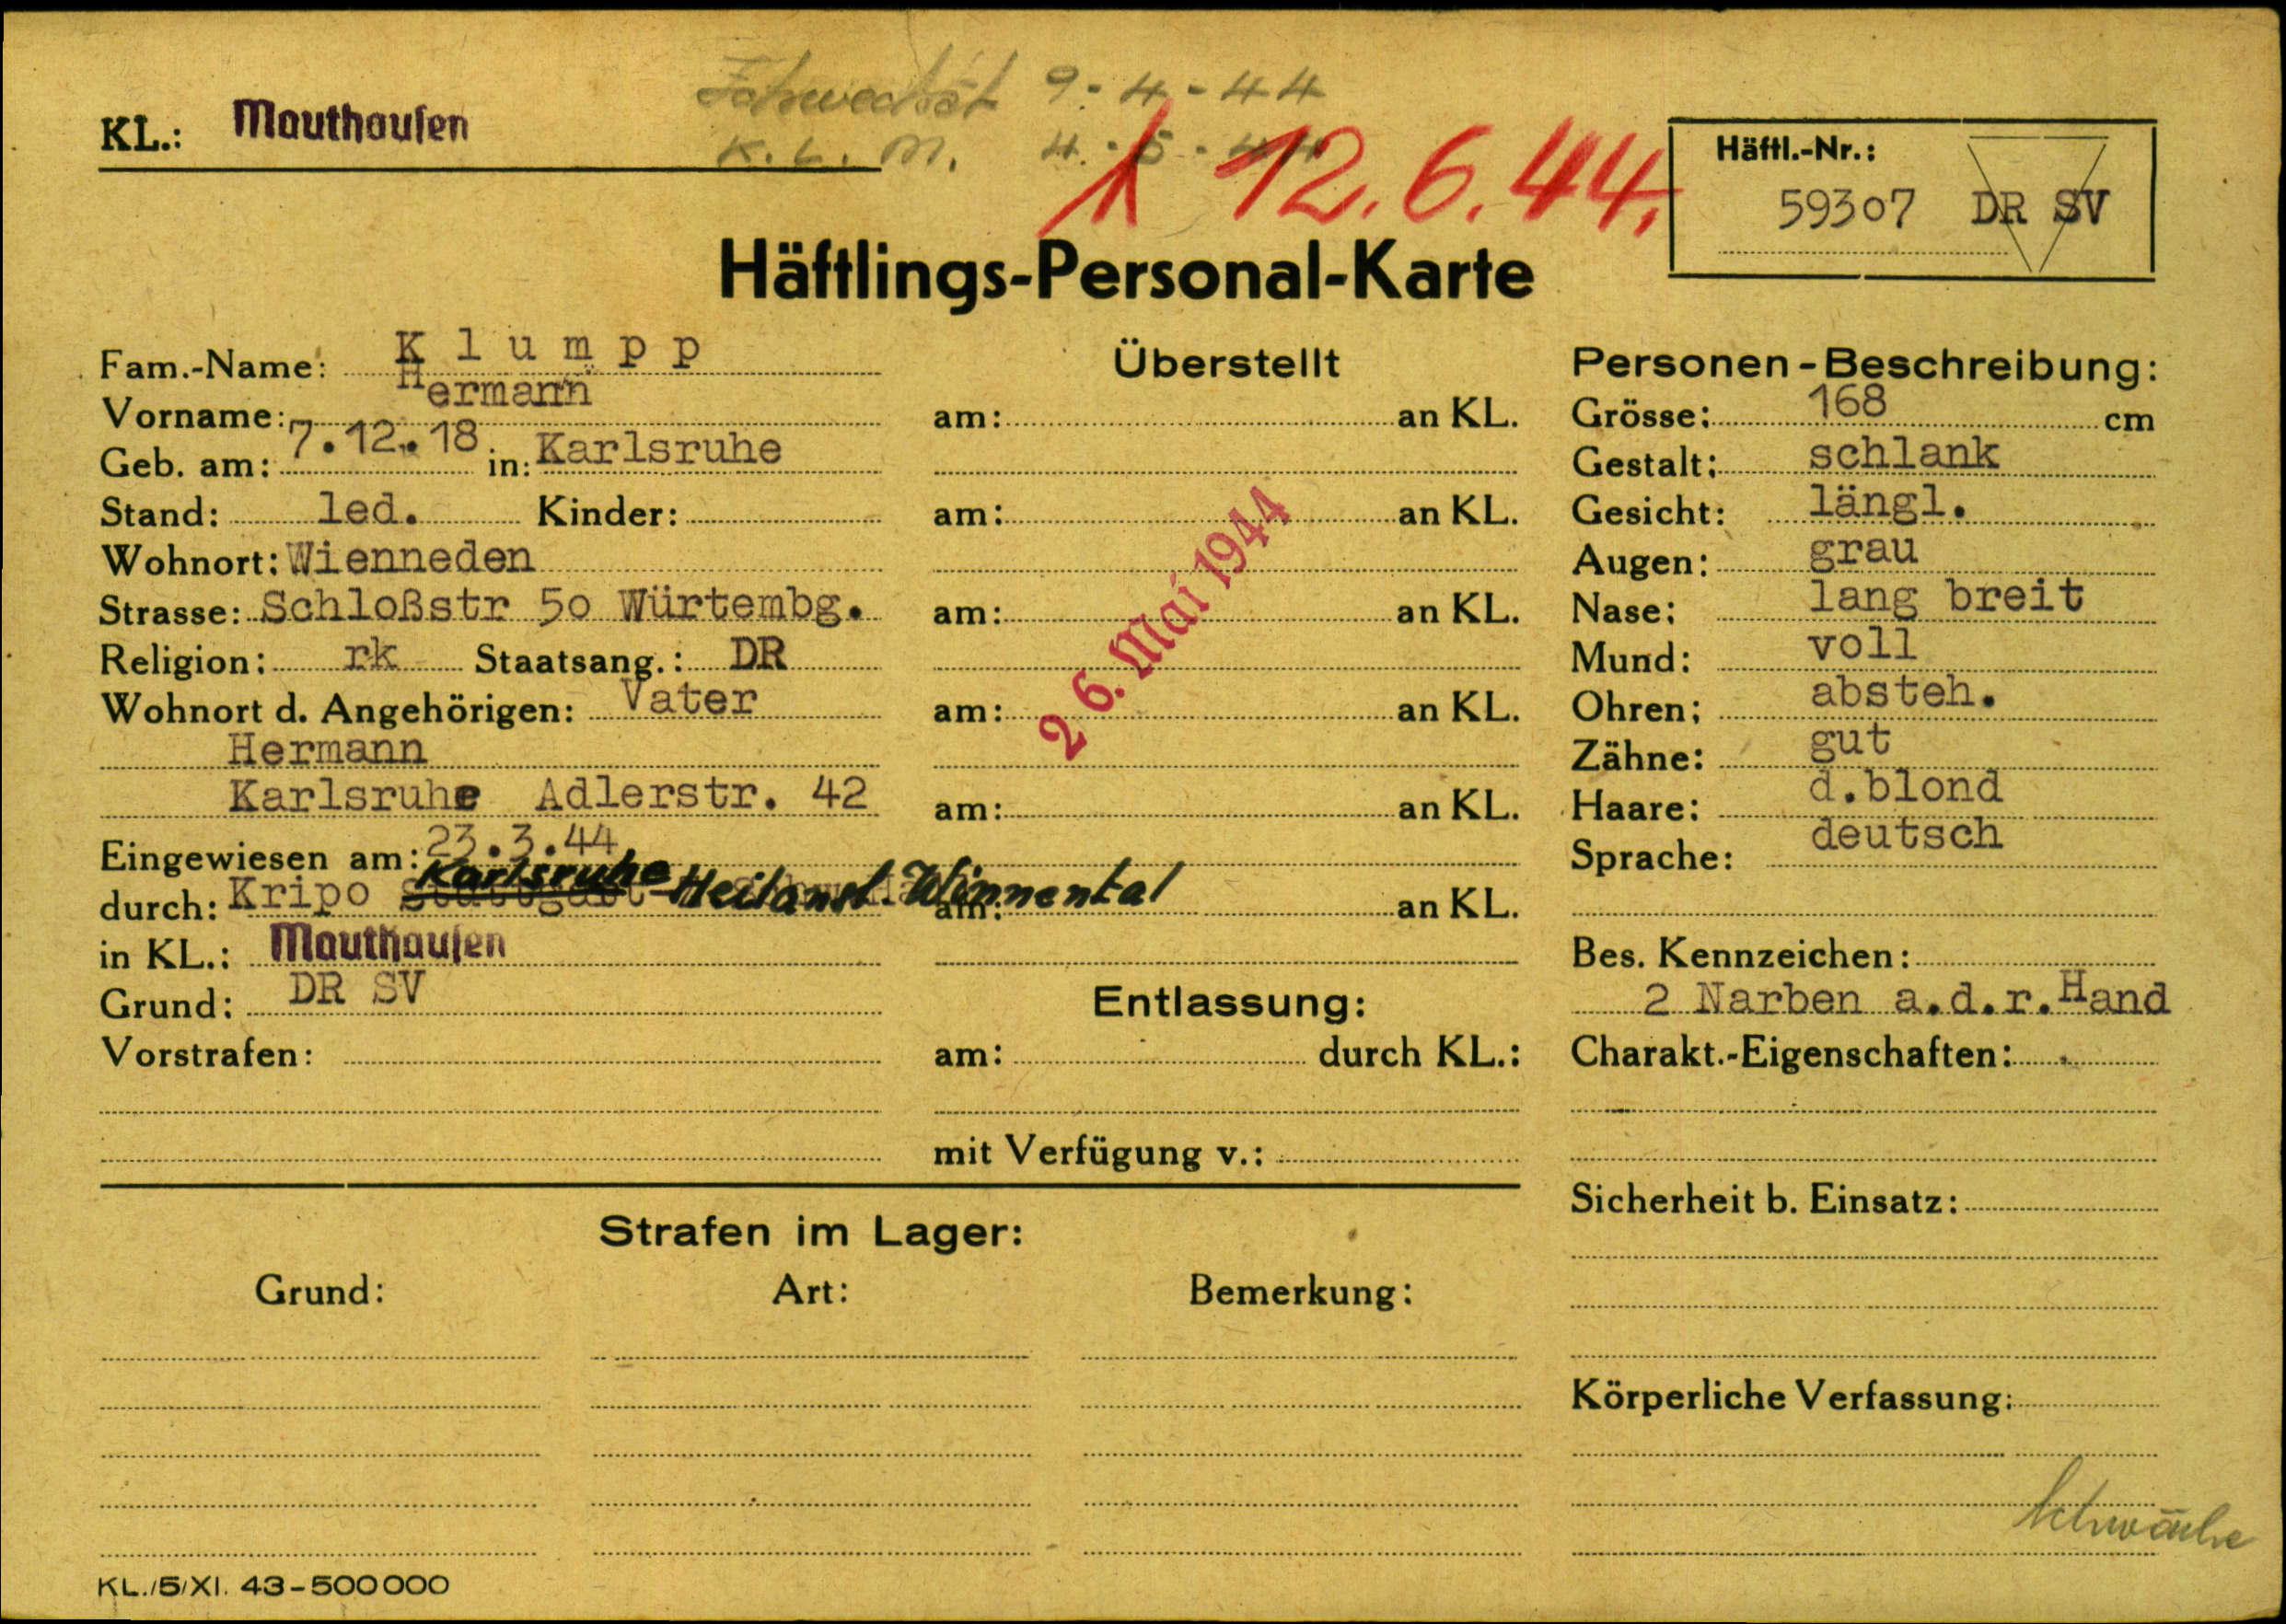 KL.: Mauthausen
Schwechat 9.4.44
K.L.M. 4.5.44
12.6.44.
Häftl.-Nr.:
59307 DR SV
Häftlings-Personal-Karte
Fam.-Name: Klumpp
Vorname: Hermann
Geb. am: 7.12.18 in: Karlsruhe
Stand: led. Kinder:
Wohnort: Wienneden
Strasse: Schloßstr 50 Würtembg.
Religion: rk Staatsang.: DR
Wohnort d. Angehörigen: Vater
Hermann
Karlsruhe Adlerstr. 42
Eingewiesen am: 23.3.44
durch: Kripo Stuttgart Karlsruhe Heilanst. Winnental
in KL.: Mauthausen
Grund: DR SV
Vorstrafen:
Überstellt
am: an KL.
am: an KL.
am: an KL.
am: an KL.
am: an KL.
am: an KL.
26. Mai 1944
Entlassung:
am: durch KL.:
mit Verfügung v.:
Personen-Beschreibung:
Grösse: 168 cm
Gestalt: schlank
Gesicht: längl.
Augen: grau
Nase: lang breit
Mund: voll
Ohren: absteh.
Zähne: gut
Haare: d.blond
Sprache: deutsch
Bes. Kennzeichen:
2 Narben a.d.r.Hand
Charakt.-Eigenschaften:
Sicherheit b. Einsatz:
Körperliche Verfassung:
Strafen im Lager:
Grund: Art: Bemerkung:
KL./5/XI. 43-500000